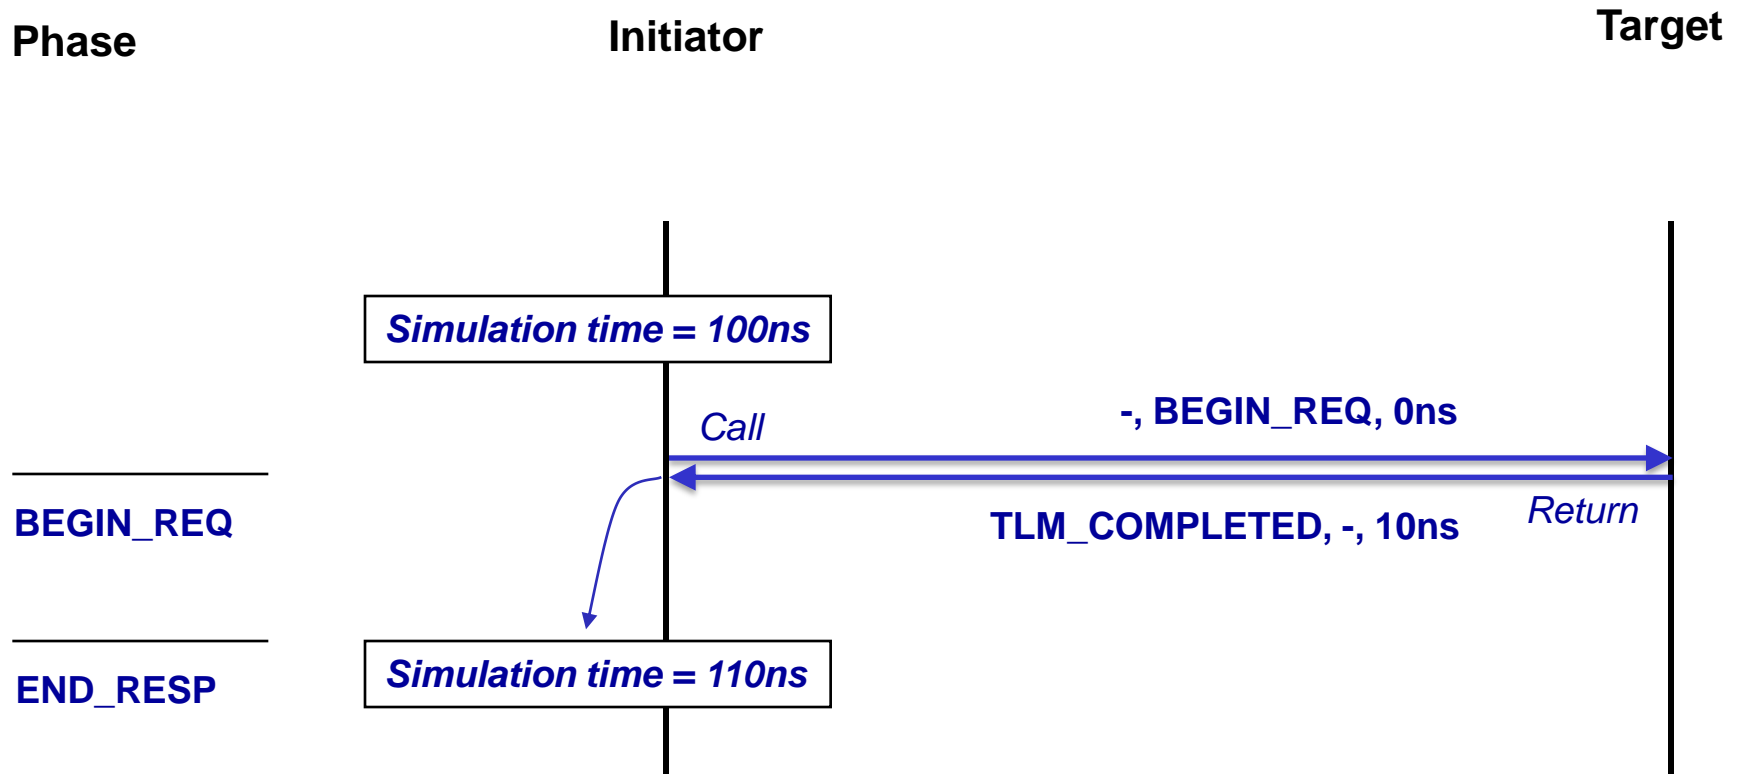 Phase
Initiator
Target
Simulation time = 100ns
Call
-, BEGIN_REQ, 0ns
BEGIN_REQ
TLM_COMPLETED, -, 10ns
Return
END_RESP
Simulation time = 110ns